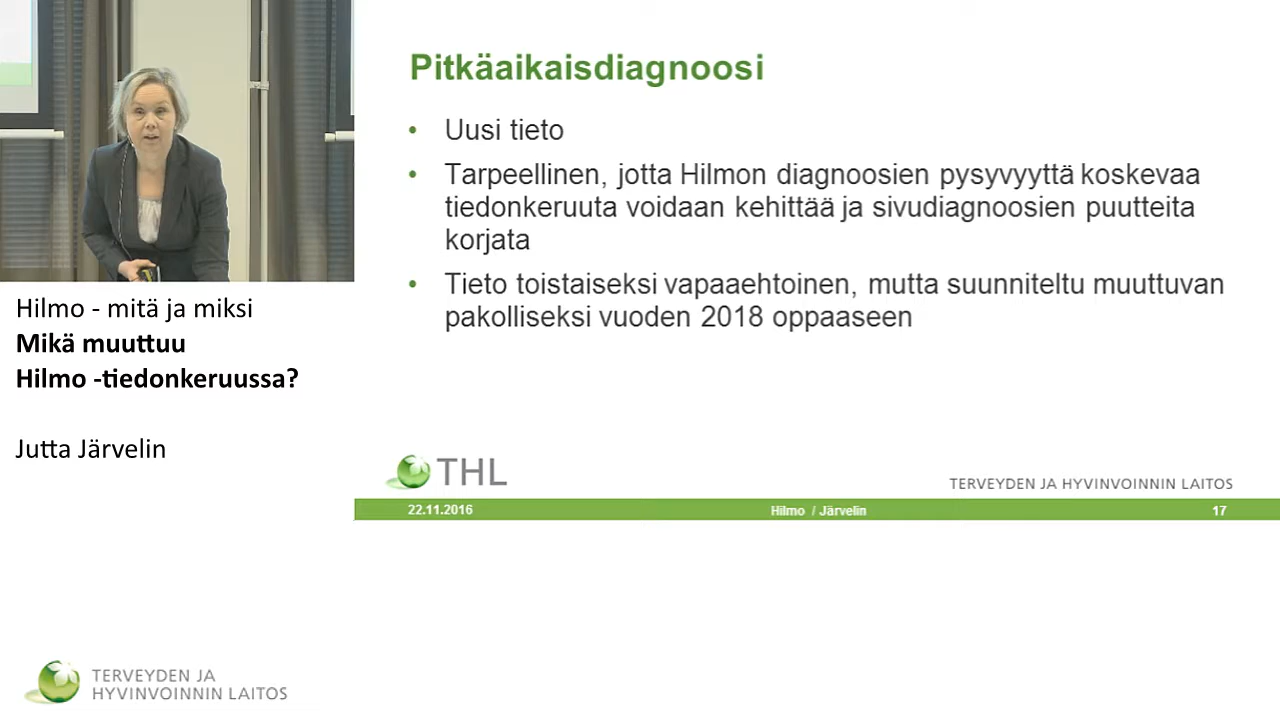 Pitkäaikaisdiagnoosi
• Uusi tieto
• Tarpeellinen, jotta Hilmon diagnoosien pysyvyyttä koskevaa
tiedonkeruuta voidaan kehittää ja sivudiagnoosien puutteita
korjata
• Tieto toistaiseksi vapaaehtoinen, mutta suunniteltu muuttuvan
pakolliseksi vuoden 2018 oppaaseen
Hilmo - mitä ja miksi
Mikä muuttuu
Hilmo -tiedonkeruussa?
Jutta Järvelin
THL
TERVEYDEN JA HYVINVOINNIN LAITOS
22.11.2016 Hilmo / Järvelin 17
TERVEYDEN JA
HYVINVOINNIN LAITOS